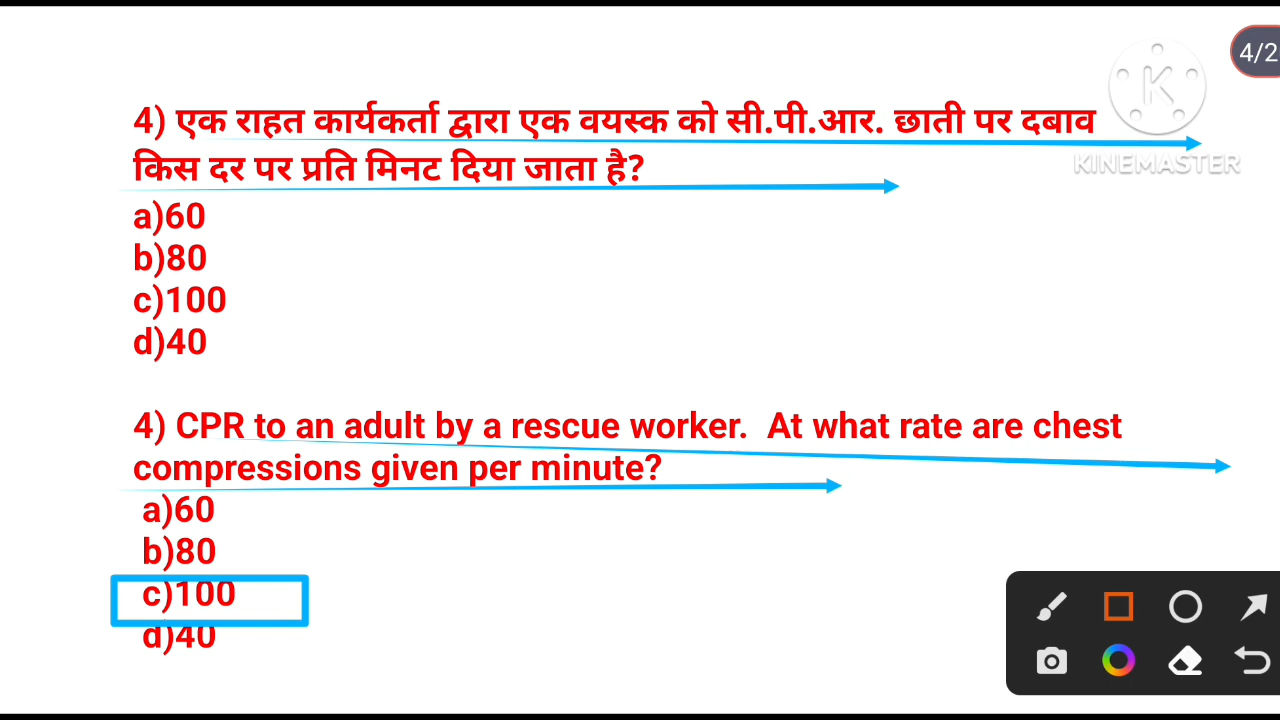 4/2
KINEMASTER
4) एक राहत कार्यकर्ता द्वारा एक वयस्क को सी.पी.आर. छाती पर दबाव
किस दर पर प्रति मिनट दिया जाता है?
a)60
b)80
c)100
d)40
4) CPR to an adult by a rescue worker. At what rate are chest
compressions given per minute?
a)60
b)80
c)100
d)40